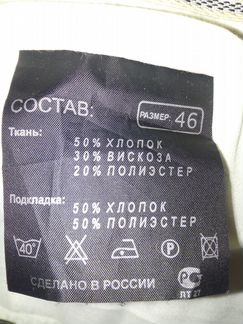 СОСТАВ:
РАЗМЕР: 46
Ткань:
50% ХЛОПОК
30% ВИСКОЗА
20% ПОЛИЭСТЕР
Подкладка:
50% ХЛОПОК
50% ПОЛИЭСТЕР
40°
СДЕЛАНО В РОССИИ